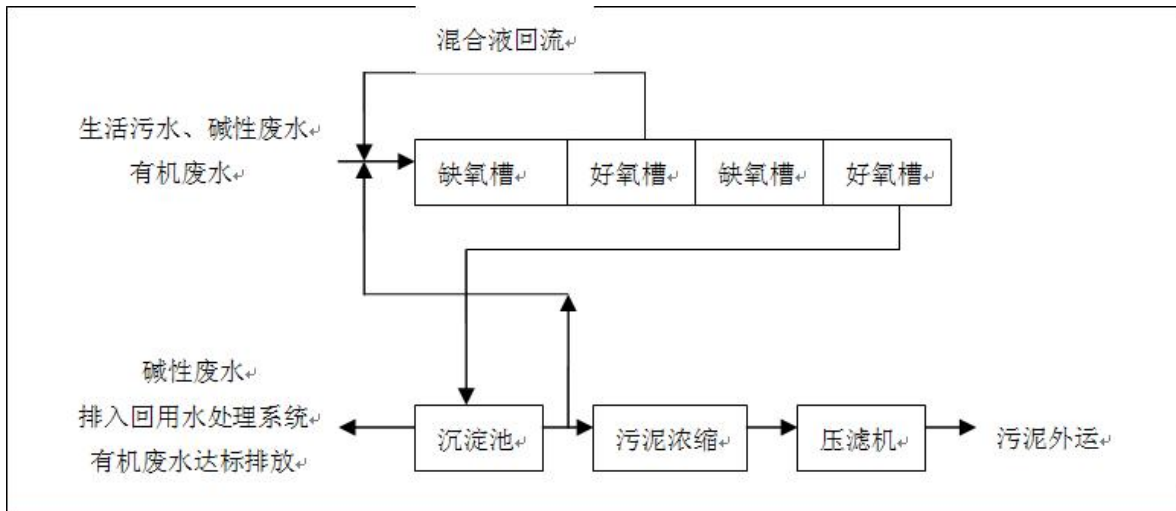 混合液回流
生活污水、碱性废水
有机废水
缺氧槽
好氧槽
缺氧槽
好氧槽
碱性废水
排入回用水处理系统
有机废水达标排放
沉淀池
污泥浓缩
压滤机
污泥外运